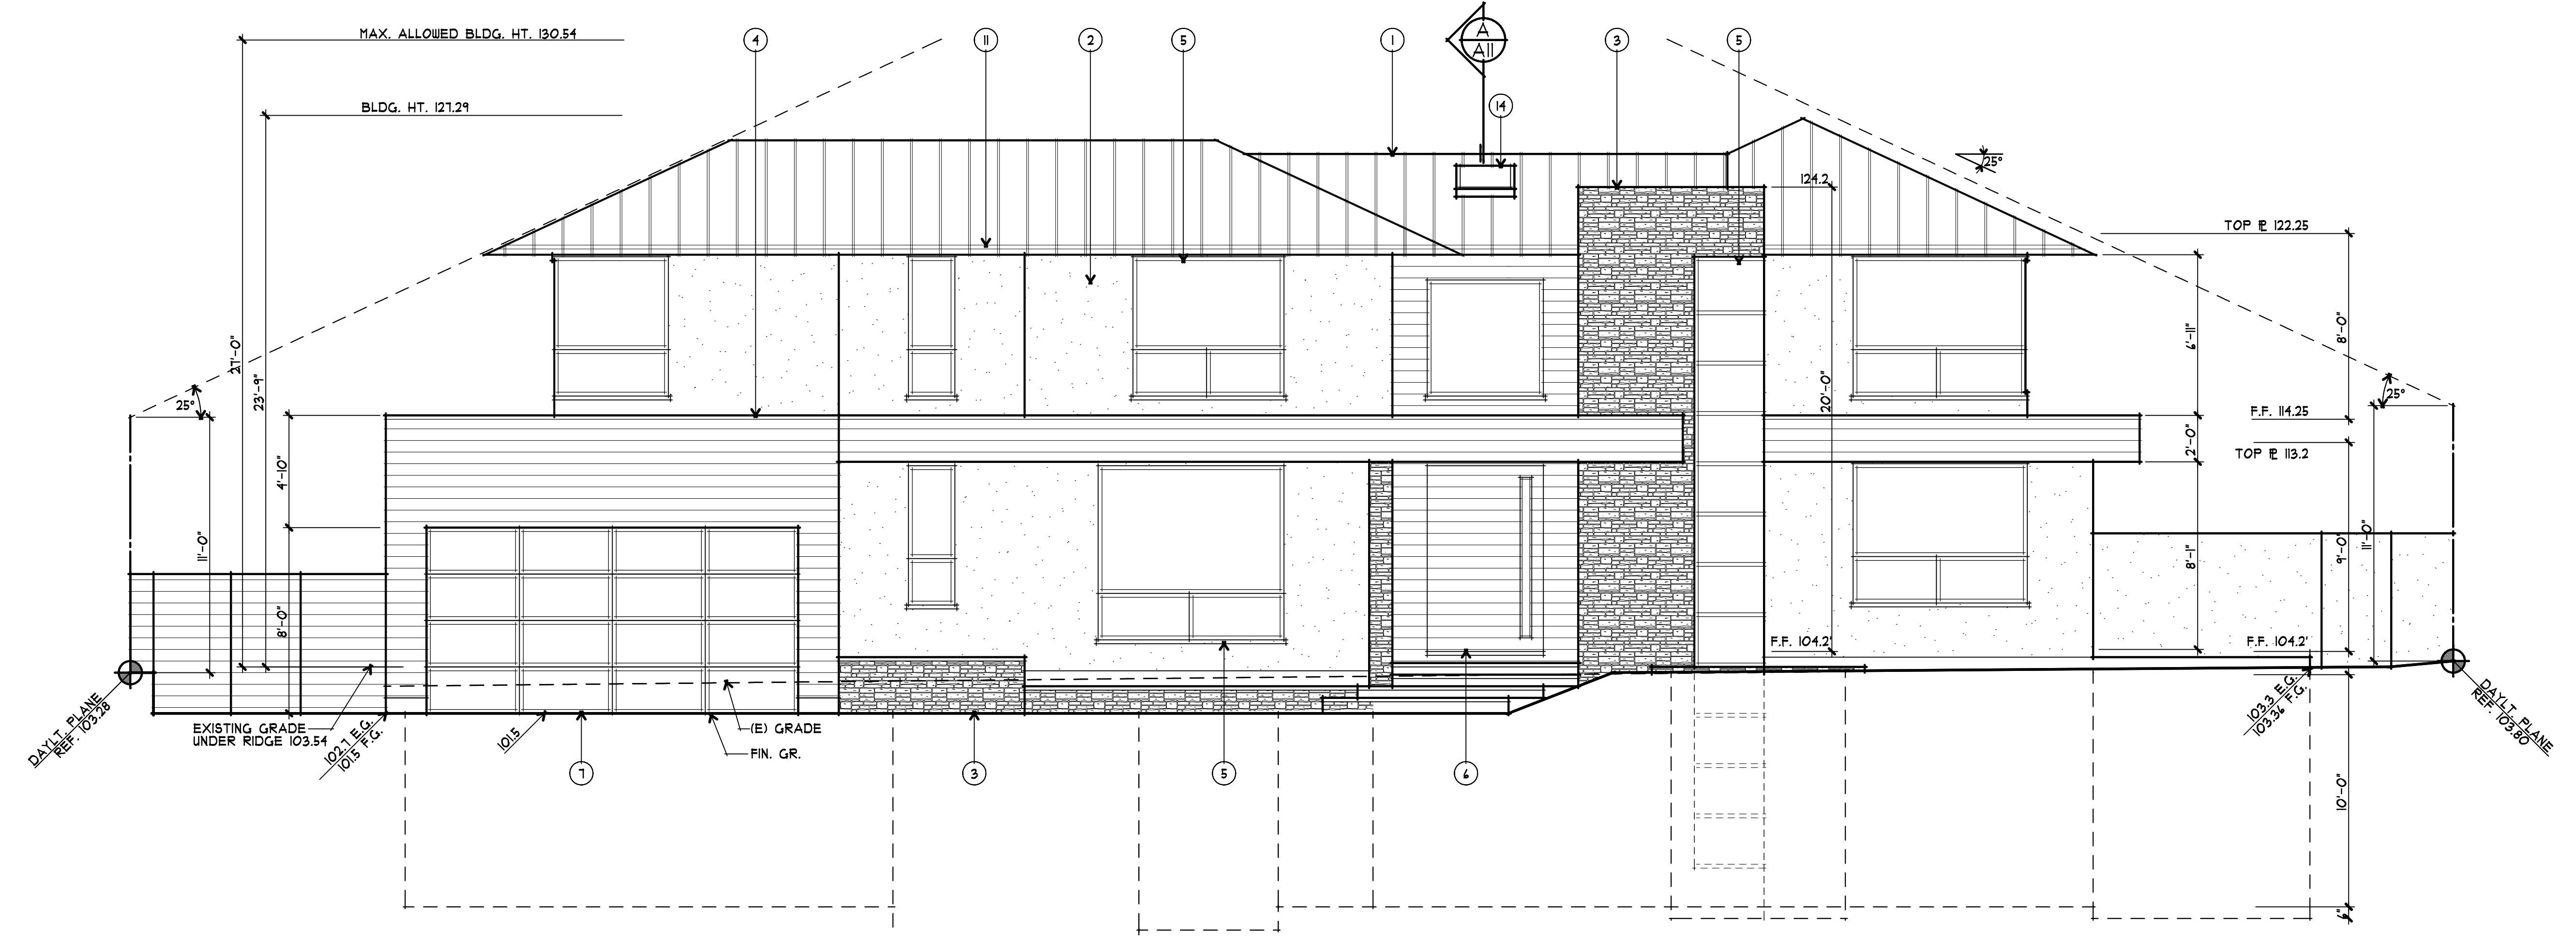 MAX. ALLOWED BLDG. HT. 130.54
4
11
2
5
1
A
A11
3
5
BLDG. HT. 127.29
14
25°
124.2
TOP PL 122.25
27'-0"
23'-9"
20'-0"
6'-11"
8'-0"
25°
25°
F.F. 114.25
2'-0"
TOP PL 113.2
4'-10"
11'-0"
8'-0"
8'-1"
9'-0"
11'-0"
F.F. 104.2'
F.F. 104.2'
DAYLT. PLANE
REF. 103.28
EXISTING GRADE
UNDER RIDGE 103.54
102.7 E.G.
101.5 F.G.
101.5
(E) GRADE
FIN. GR.
7
3
5
6
103.3 E.G.
103.36 F.G.
DAYLT. PLANE
REF. 103.80
10'-0"
6"